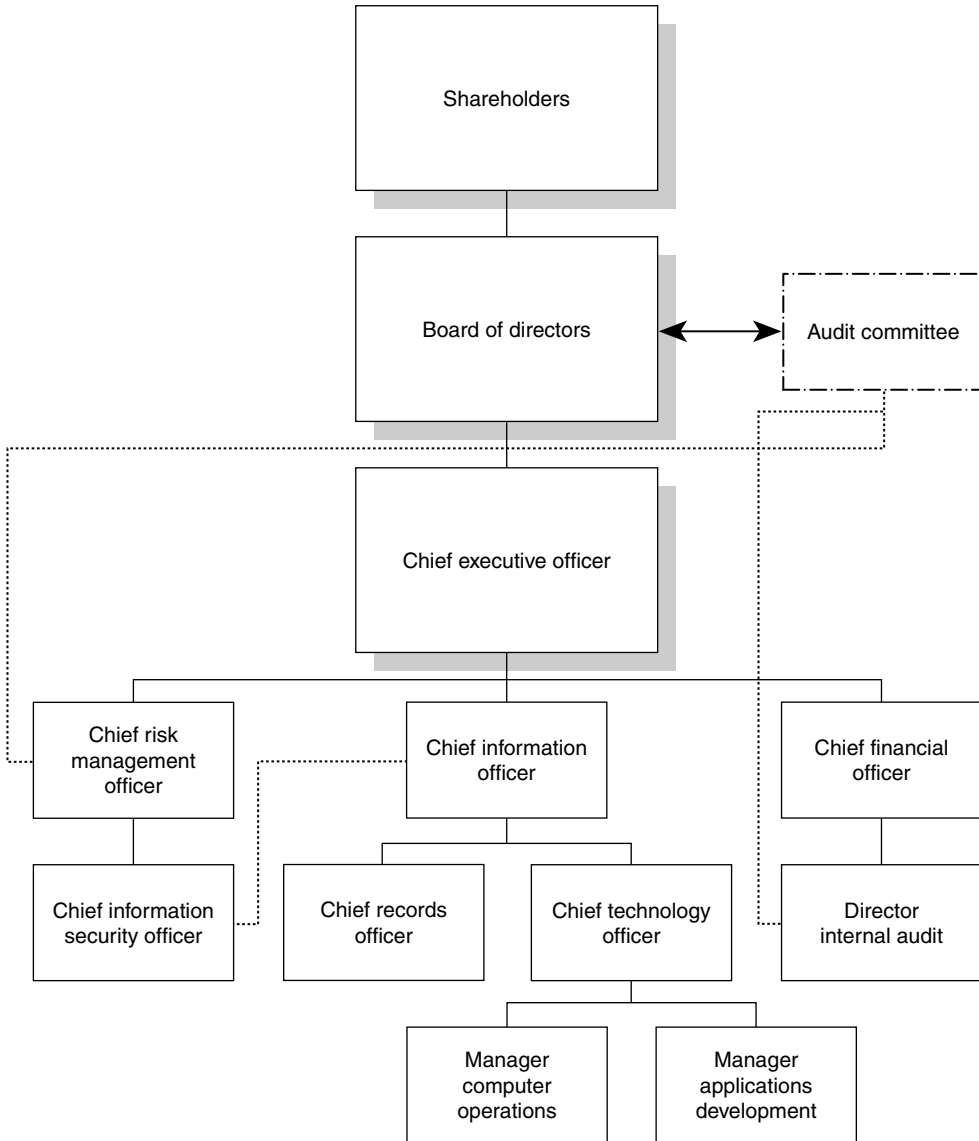 Shareholders
Board of directors
Audit committee
Chief executive officer
Chief risk
management
officer
Chief information
officer
Chief financial
officer
Chief information
security officer
Chief records
officer
Chief technology
officer
Director
internal audit
Manager
computer
operations
Manager
applications
development